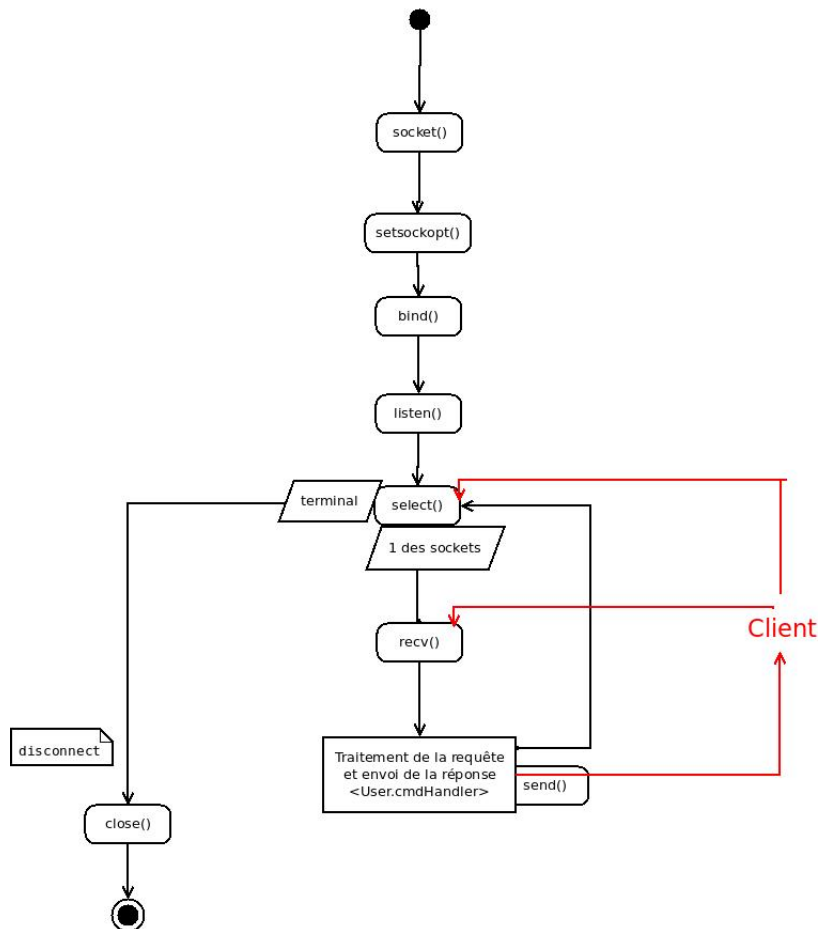 socket()
setsockopt()
bind()
listen()
terminal
select()
1 des sockets
Client
recv()
disconnect
Traitement de la requête
et envoi de la réponse
<User.cmdHandler>
send()
close()